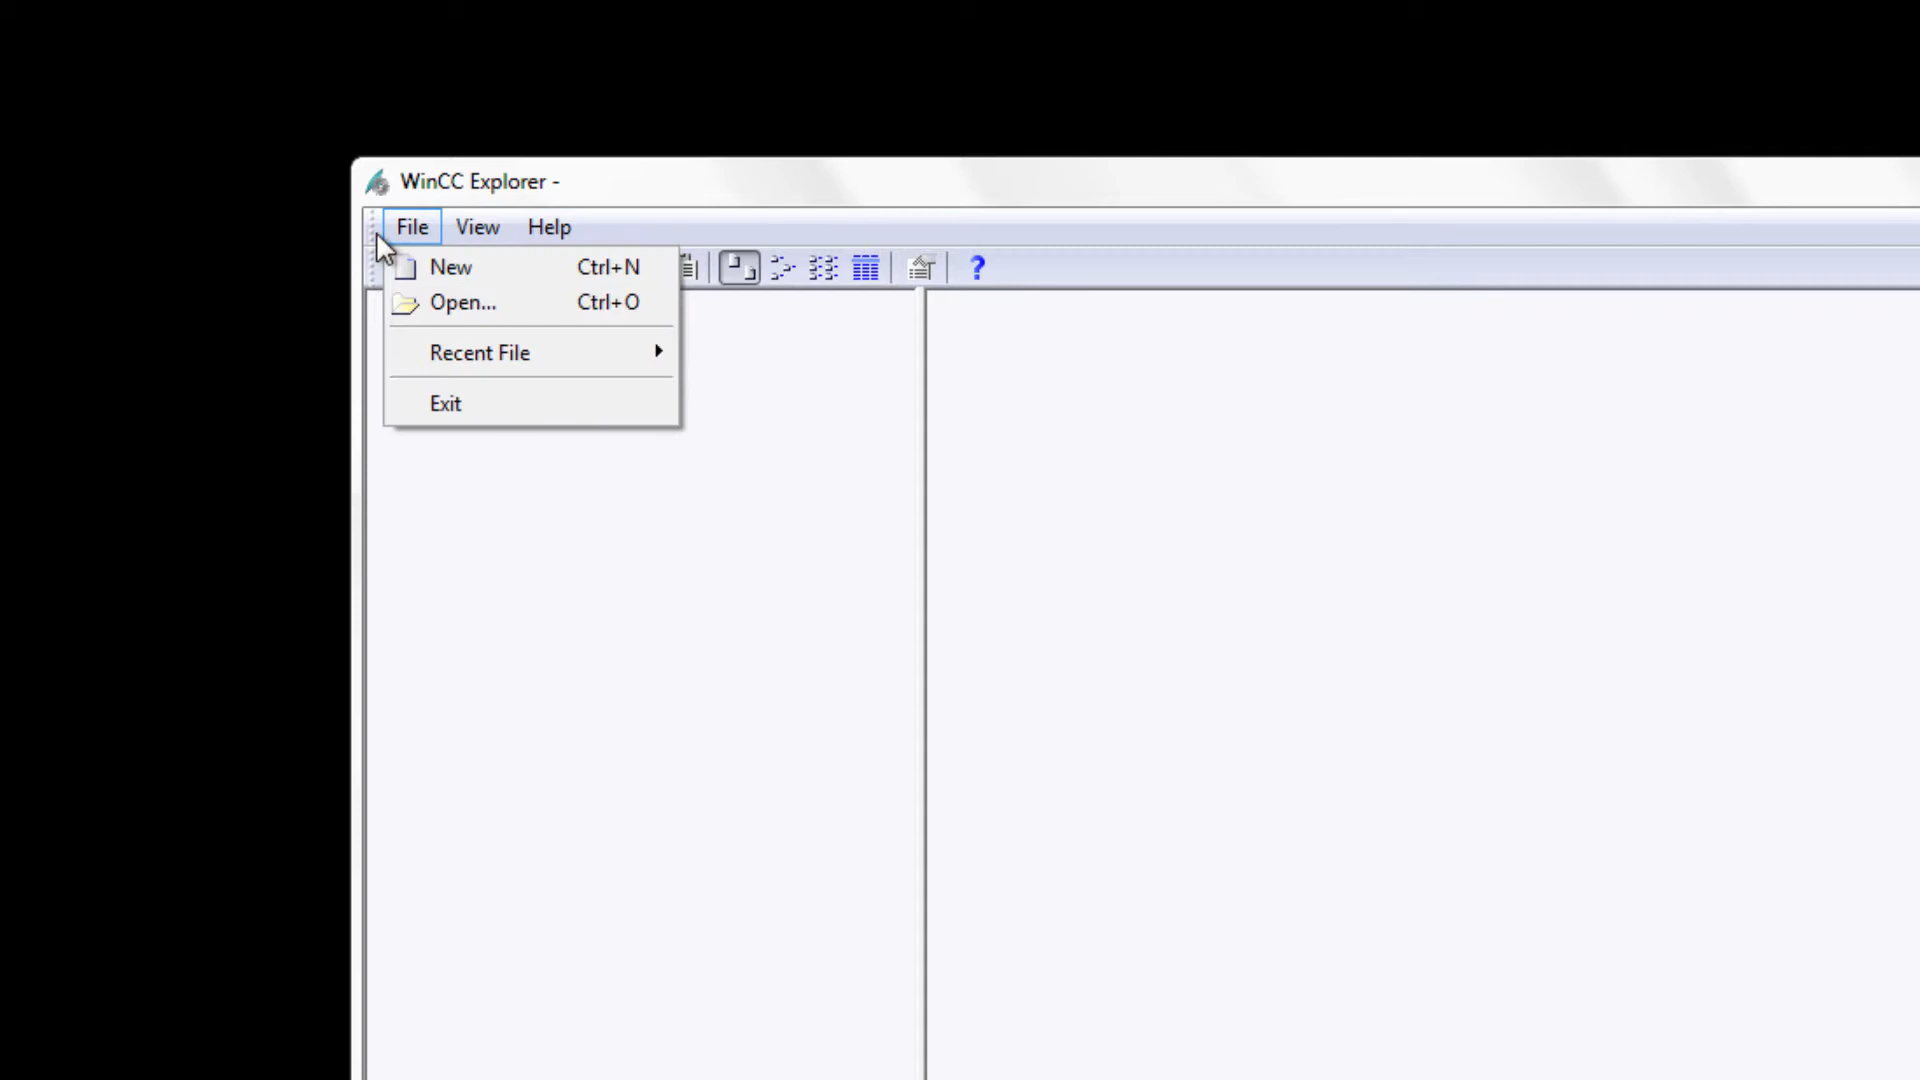 WinCC Explorer -
File View Help
New Ctrl+N
Open... Ctrl+O
Recent File
Exit